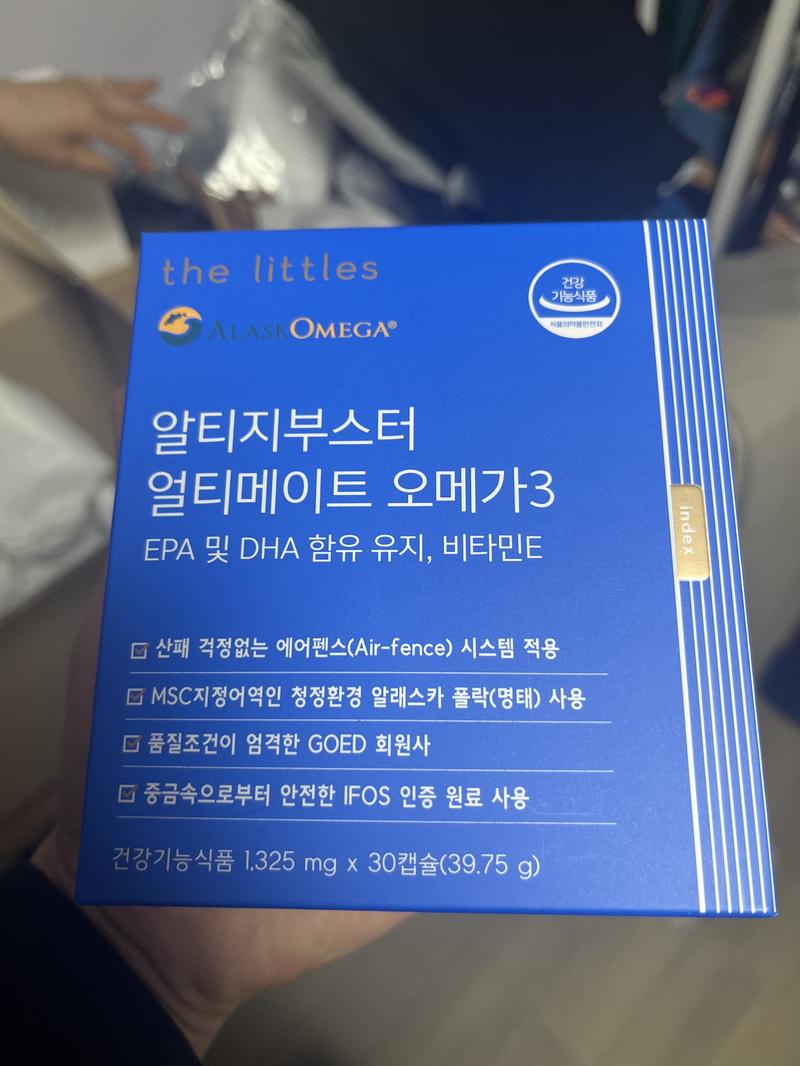 the littles
ALASKOMEGA®
건강
기능식품
식품의약품안전처
알티지부스터
얼티메이트 오메가3
EPA 및 DHA 함유 유지, 비타민E
index
산패 걱정없는 에어펜스(Air-fence) 시스템 적용
MSC지정어역인 청정환경 알래스카 폴락(명태) 사용
품질조건이 엄격한 GOED 회원사
중금속으로부터 안전한 IFOS 인증 원료 사용
건강기능식품 1,325 mg x 30캡슐(39.75 g)